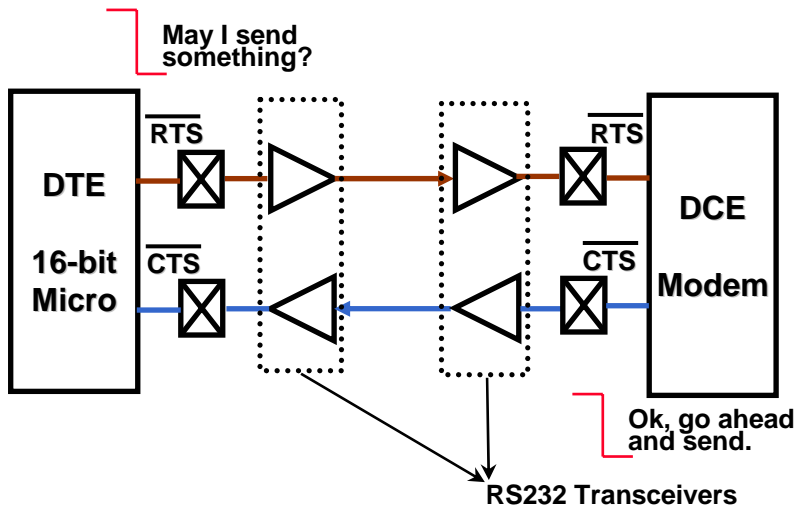 May I send
something?
RTS
RTS
DTE
16-bit
Micro
DCE
Modem
CTS
CTS
Ok, go ahead
and send.
RS232 Transceivers